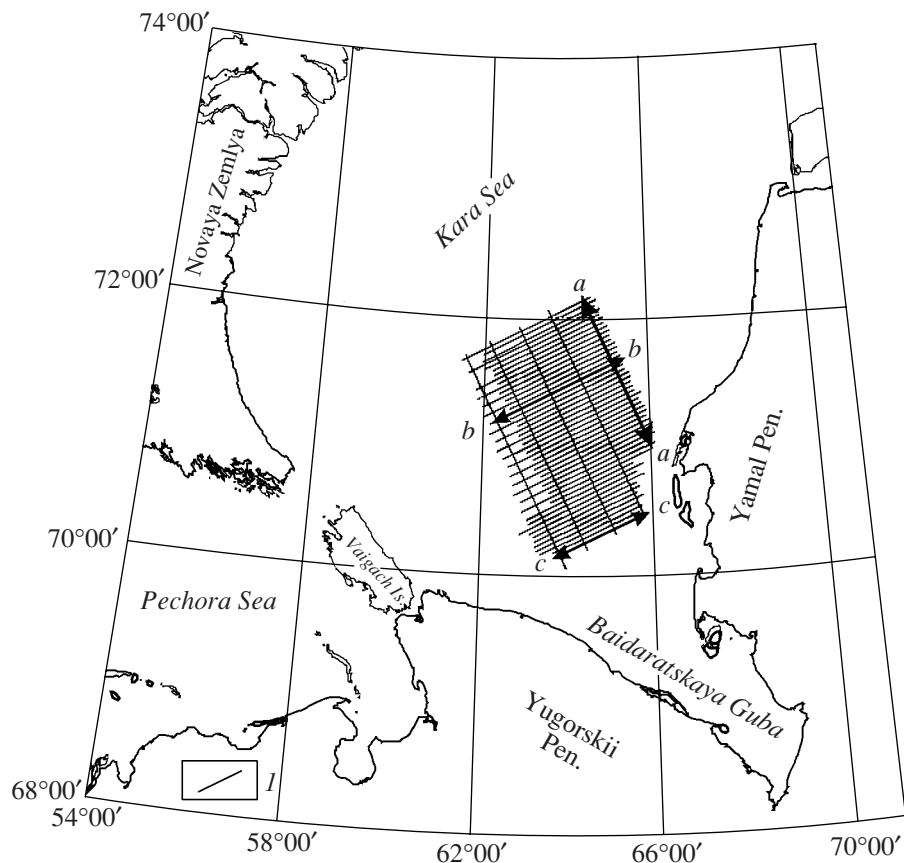 74°00′
Novaya Zemlya
Kara Sea
72°00′
a
b
b
a
Yamal Pen.
c
70°00′
c
Vaigach Is.
Pechora Sea
Baidaratskaya Guba
Yugorskii
Pen.
1
68°00′
54°00′
58°00′
62°00′
66°00′
70°00′